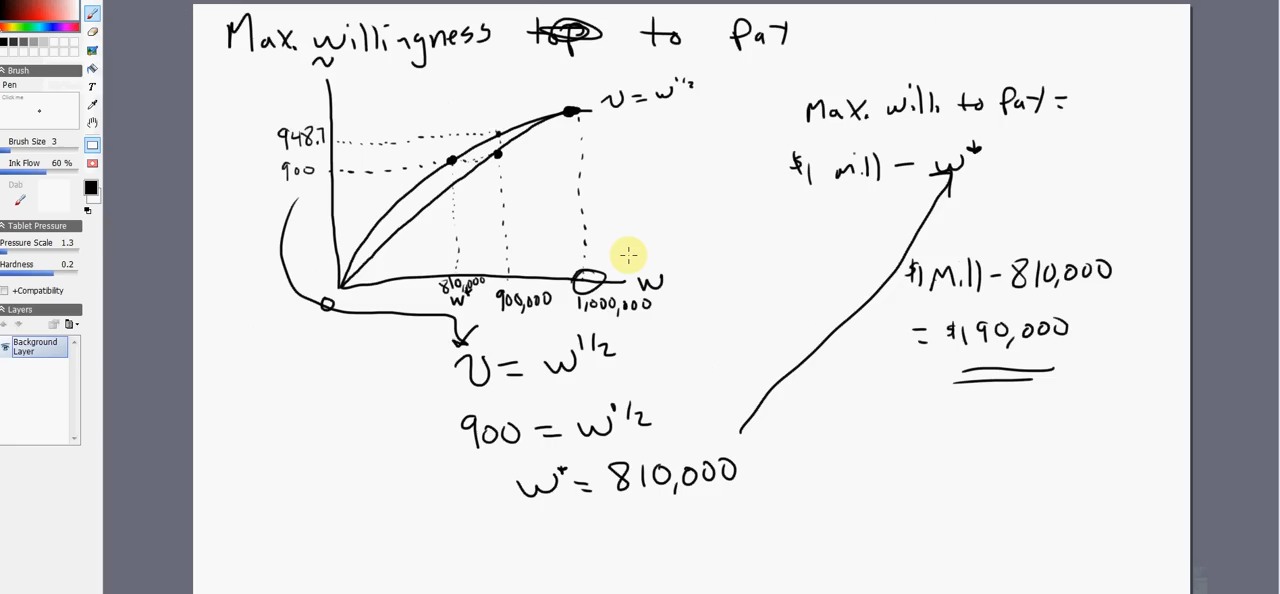 Brush
Pen
Click me
Brush Size 3
Ink Flow 60 %
Dab
Tablet Pressure
Pressure Scale 1.3
Hardness 0.2
+Compatibility
Layers
Background
Layer
Max. willingness to pay
v
v = w^1/2
948.7
900
810,000
w*
900,000
1,000,000
w
v = w^1/2
900 = w^1/2
w* = 810,000
Max. will. to pay =
$1 mill - w*
$1 Mill - 810,000
= $190,000